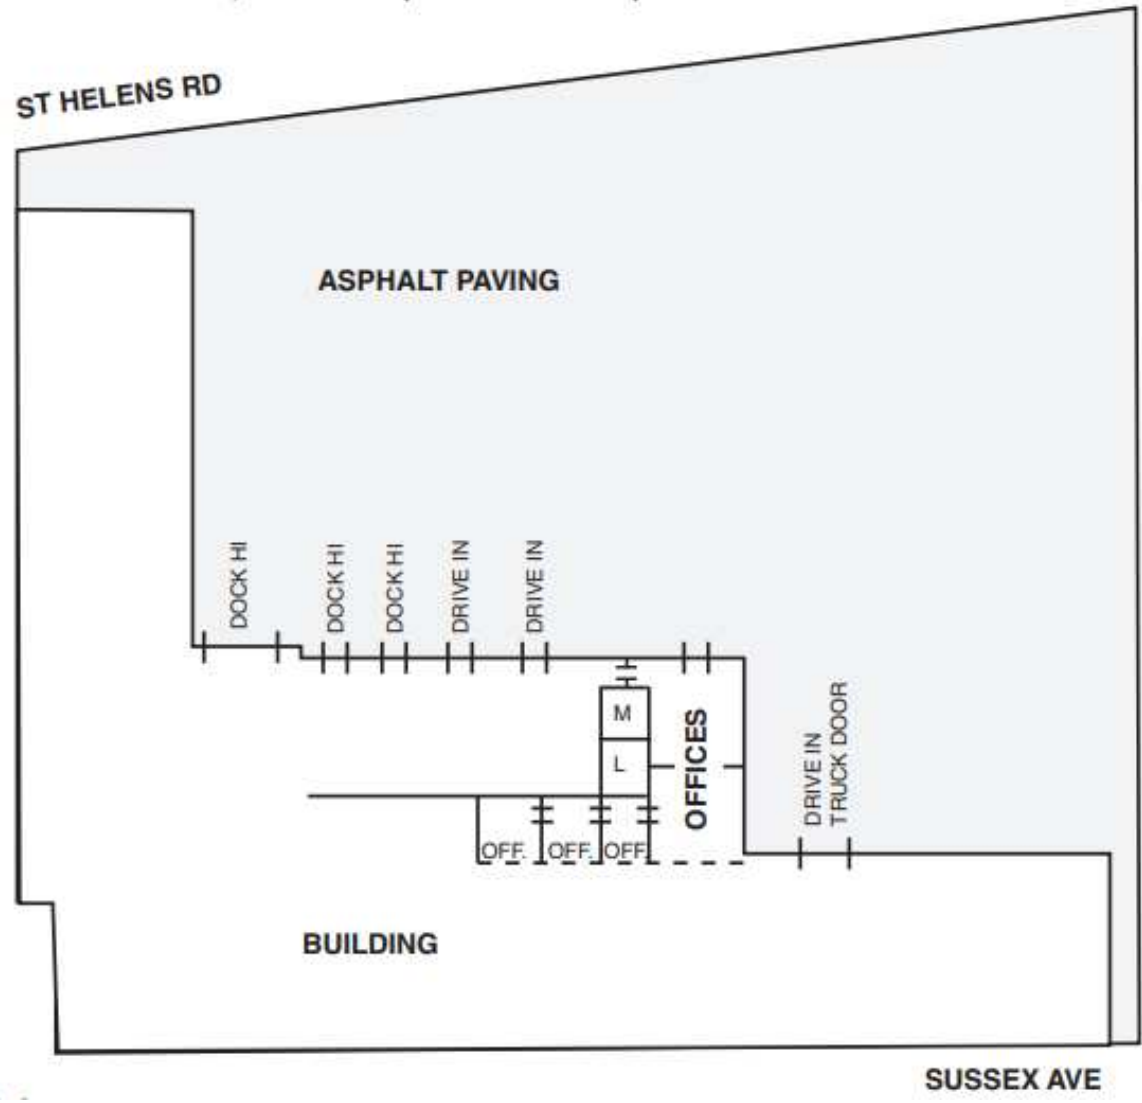 ST HELENS RD
ASPHALT PAVING
DOCK HI
DOCK HI
DOCK HI
DRIVE IN
DRIVE IN
M
L
OFFICES
DRIVE IN
TRUCK DOOR
OFF.
OFF.
OFF.
BUILDING
SUSSEX AVE